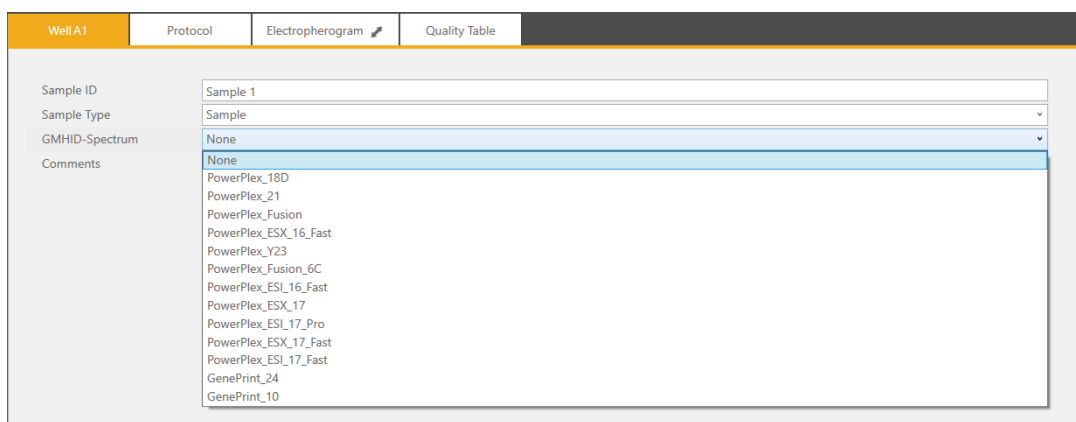 Well A1 Protocol Electropherogram Quality Table
Sample ID Sample 1
Sample Type Sample
GMHID-Spectrum None
Comments None
PowerPlex_18D
PowerPlex_21
PowerPlex_Fusion
PowerPlex_ESX_16_Fast
PowerPlex_Y23
PowerPlex_Fusion_6C
PowerPlex_ESI_16_Fast
PowerPlex_ESX_17
PowerPlex_ESI_17_Pro
PowerPlex_ESX_17_Fast
PowerPlex_ESI_17_Fast
GenePrint_24
GenePrint_10